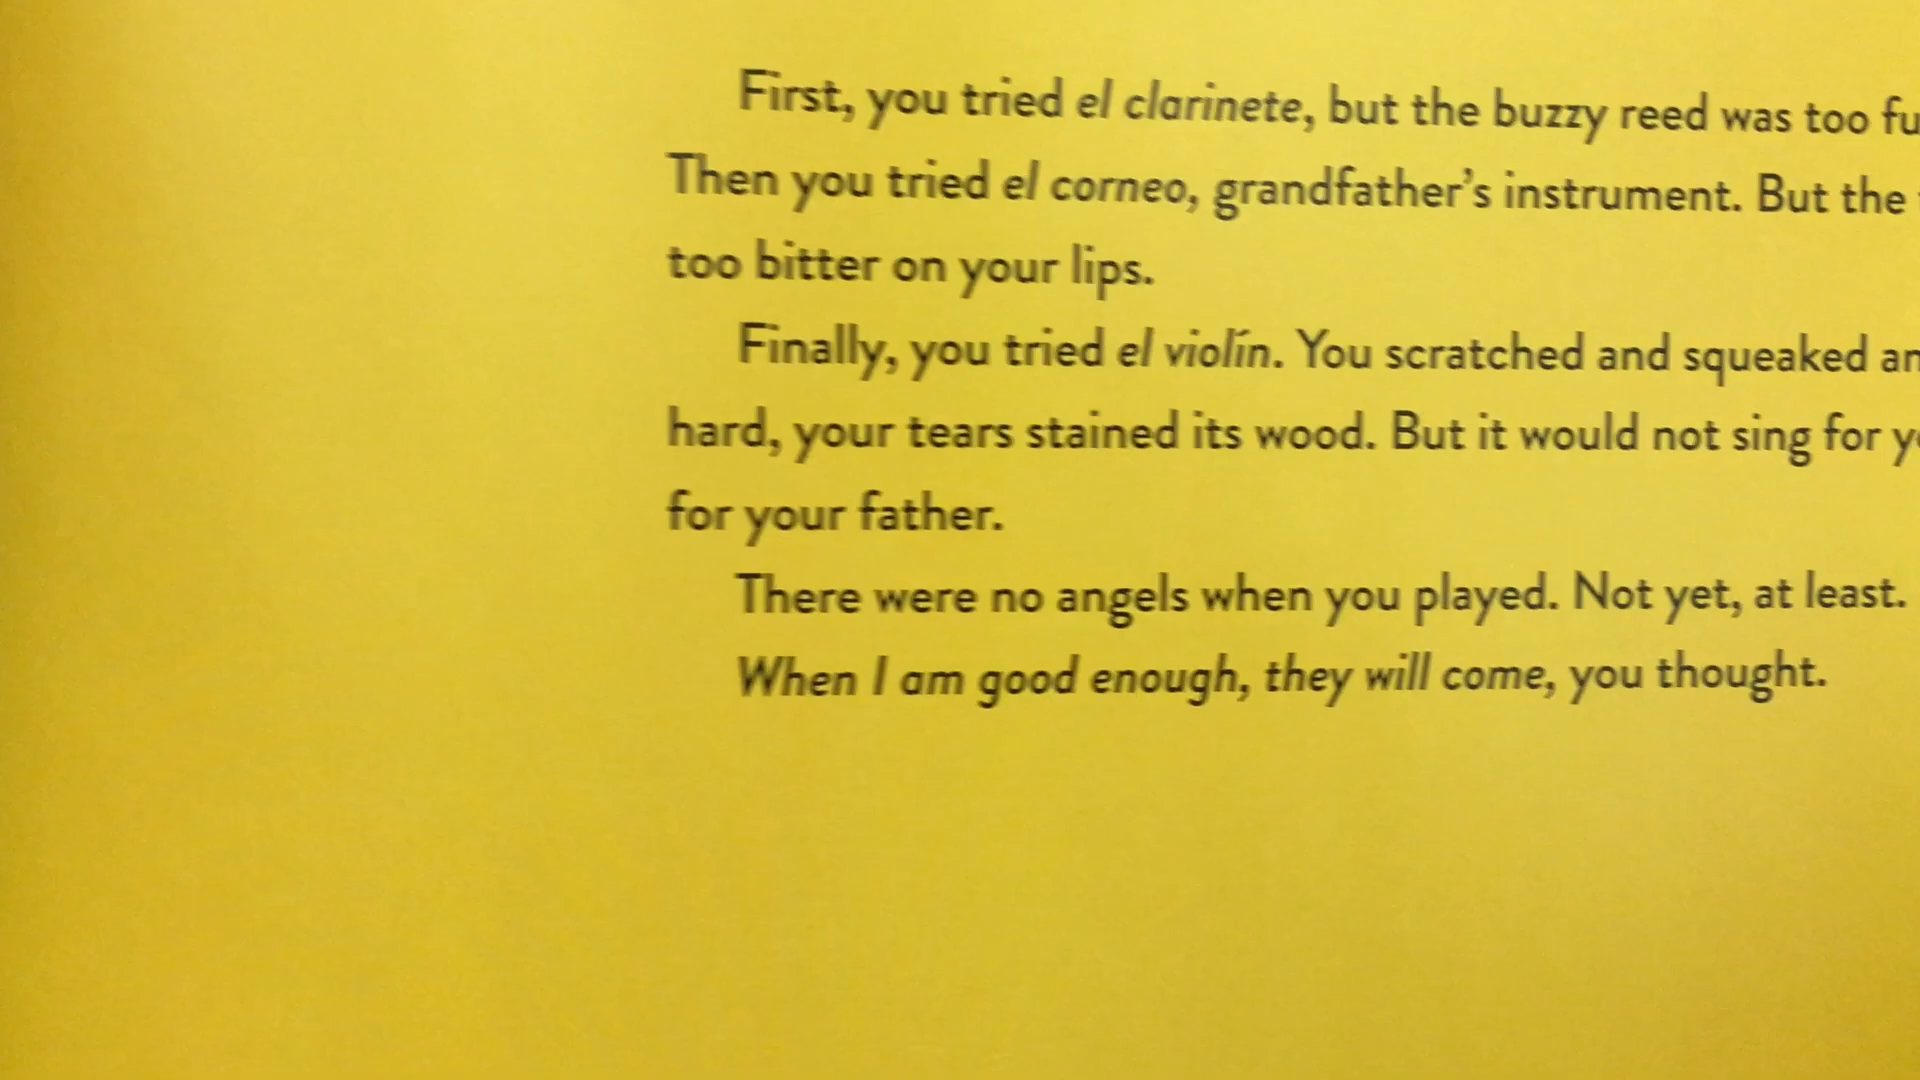 First, you tried el clarinete, but the buzzy reed was too
Then you tried el corneo, grandfather’s instrument. But the
too bitter on your lips.
Finally, you tried el violín. You scratched and squeaked
hard, your tears stained its wood. But it would not sing for
for your father.
There were no angels when you played. Not yet, at least.
When I am good enough, they will come, you thought.